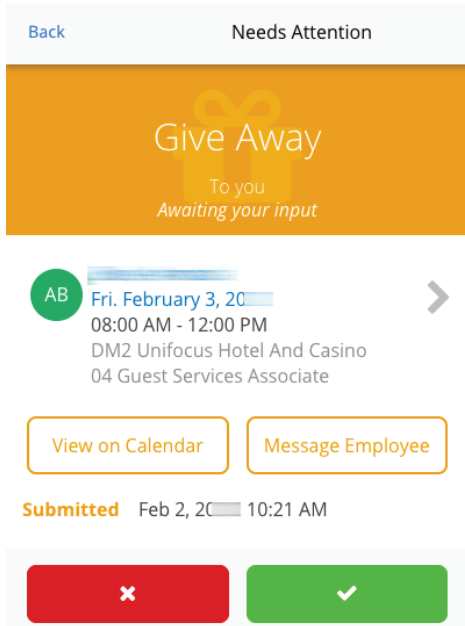 Back Needs Attention
Give Away
To you
Awaiting your input
AB
Fri. February 3, 20
08:00 AM - 12:00 PM
DM2 Unifocus Hotel And Casino
04 Guest Services Associate
View on Calendar Message Employee
Submitted Feb 2, 20 10:21 AM